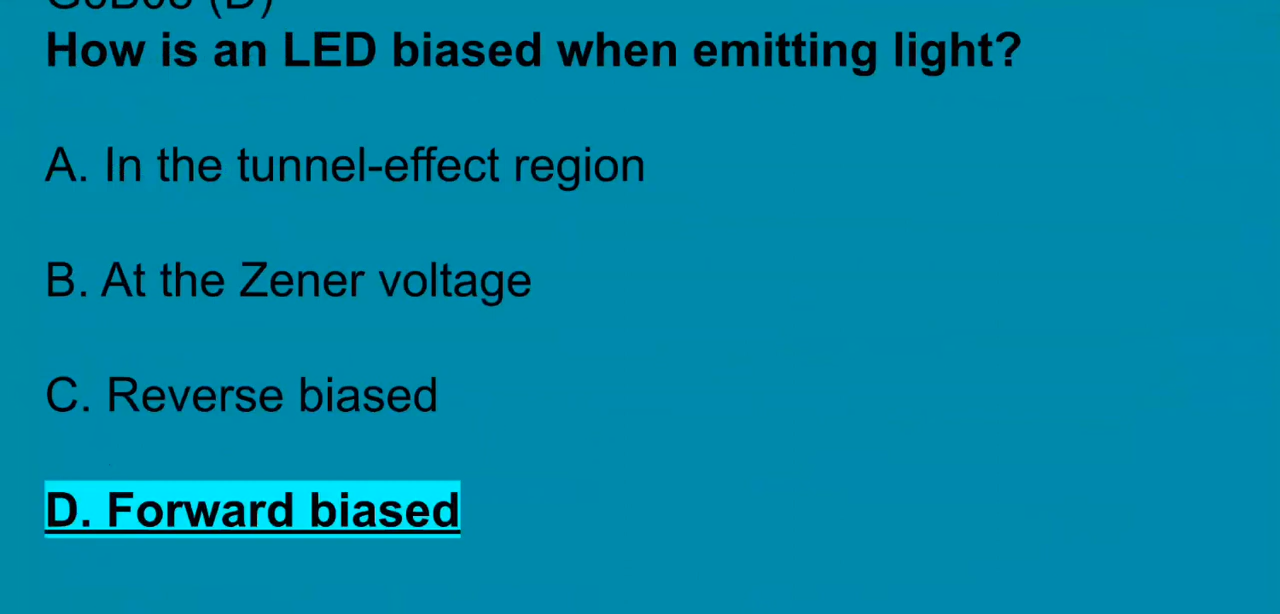 How is an LED biased when emitting light?
A. In the tunnel-effect region
B. At the Zener voltage
C. Reverse biased
D. Forward biased